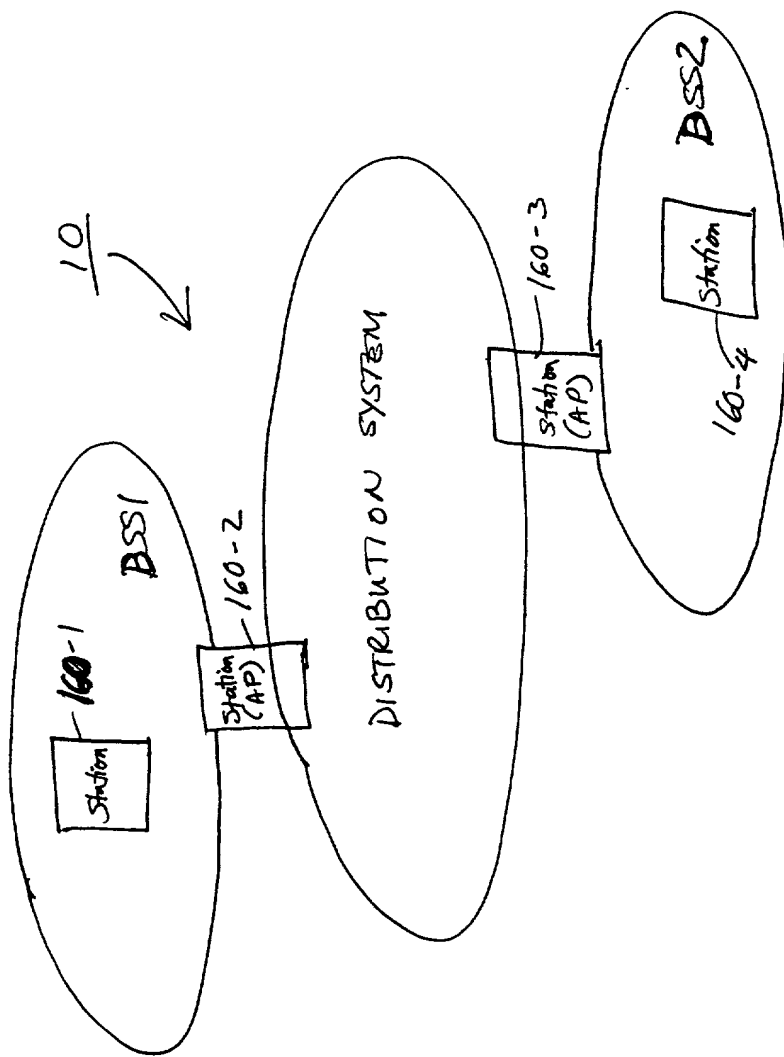 10
BSS1
160-1
Station
160-2
Station
(AP)
DISTRIBUTION SYSTEM
160-3
Station
(AP)
BSS2
Station
160-4